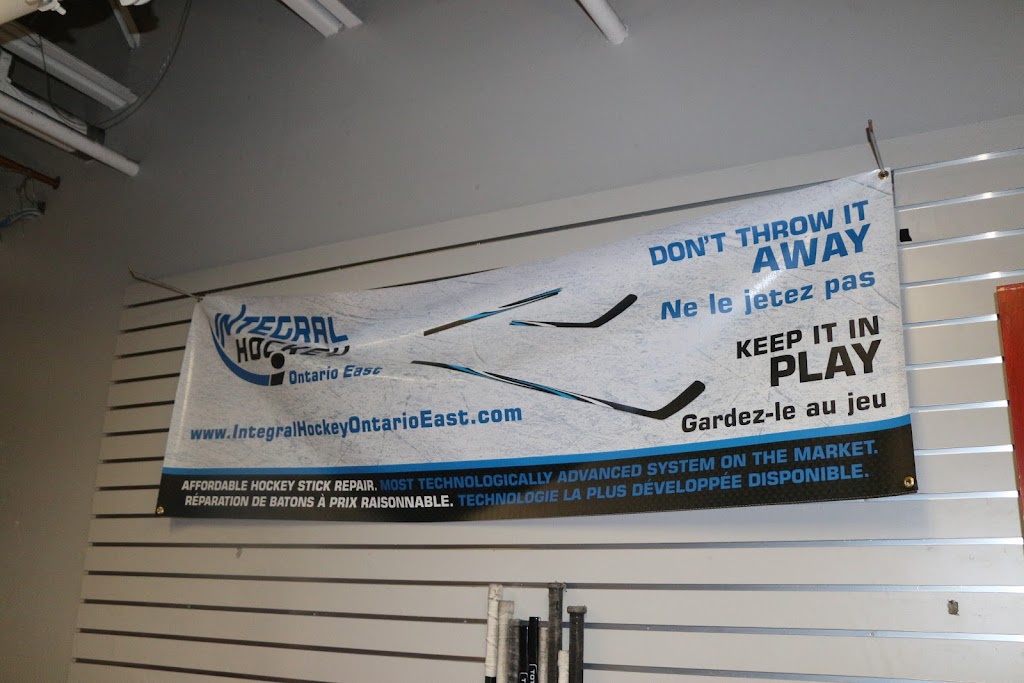 INTEGRAL
HOCKEY
Ontario East
www.IntegralHockeyOntarioEast.com
DON'T THROW IT
AWAY
Ne le jetez pas
KEEP IT IN
PLAY
Gardez-le au jeu
AFFORDABLE HOCKEY STICK REPAIR. MOST TECHNOLOGICALLY ADVANCED SYSTEM ON THE MARKET.
RÉPARATION DE BATONS À PRIX RAISONNABLE. TECHNOLOGIE LA PLUS DÉVELOPPÉE DISPONIBLE.